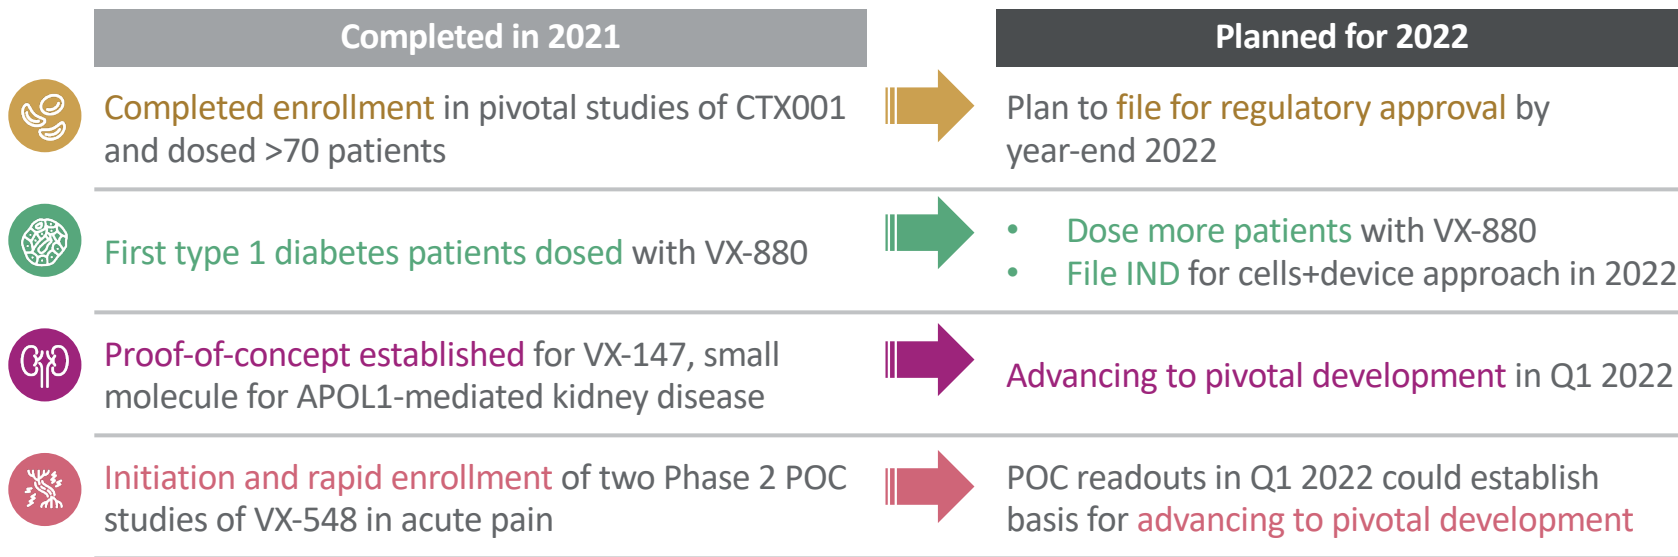 Completed in 2021
Planned for 2022
Completed enrollment in pivotal studies of CTX001
and dosed >70 patients
Plan to file for regulatory approval by
year-end 2022
First type 1 diabetes patients dosed with VX-880
• Dose more patients with VX-880
• File IND for cells+device approach in 2022
Proof-of-concept established for VX-147, small
molecule for APOL1-mediated kidney disease
Advancing to pivotal development in Q1 2022
Initiation and rapid enrollment of two Phase 2 POC
studies of VX-548 in acute pain
POC readouts in Q1 2022 could establish
basis for advancing to pivotal development